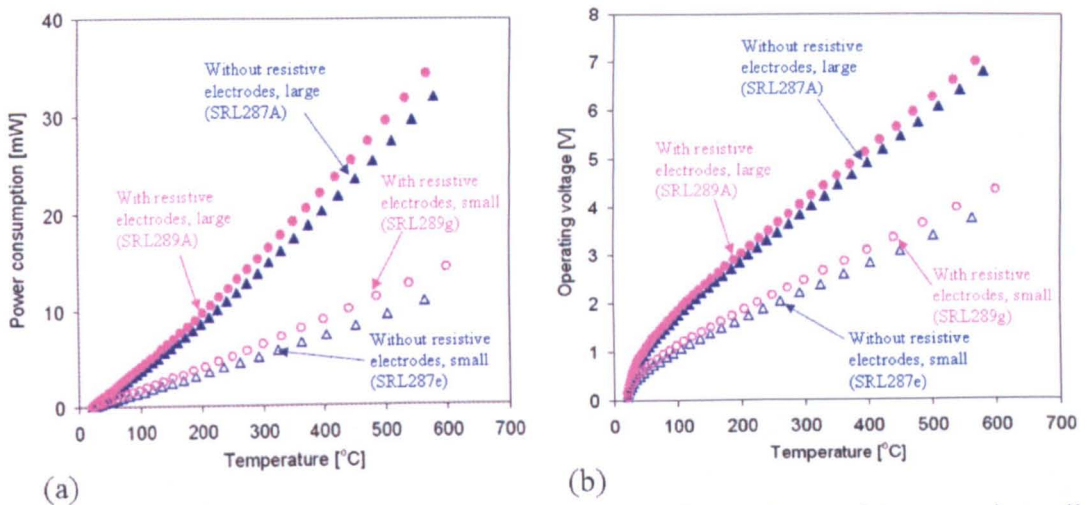 40
30
20
10
0
Power consumption [mW]
Without resistive
electrodes, large
(SRL287A)
With resistive
electrodes, large
(SRL289A)
With resistive
electrodes, small
SRL289g)
Without resistive
electrodes, small
(SRL287e)
0 100 200 300 400 500 600 700
Temperature [°C]
(a)
8
7
6
5
4
3
2
1
0
Operating voltage [V]
Without resistive
electrodes, large
(SRL287A)
With resistive
electrodes, large
(SRL289A)
With resistive
electrodes, small
(SRL289g)
Without resistive
electrodes, small
(SRL287e)
0 100 200 300 400 500 600 700
Temperature [°C]
(b)